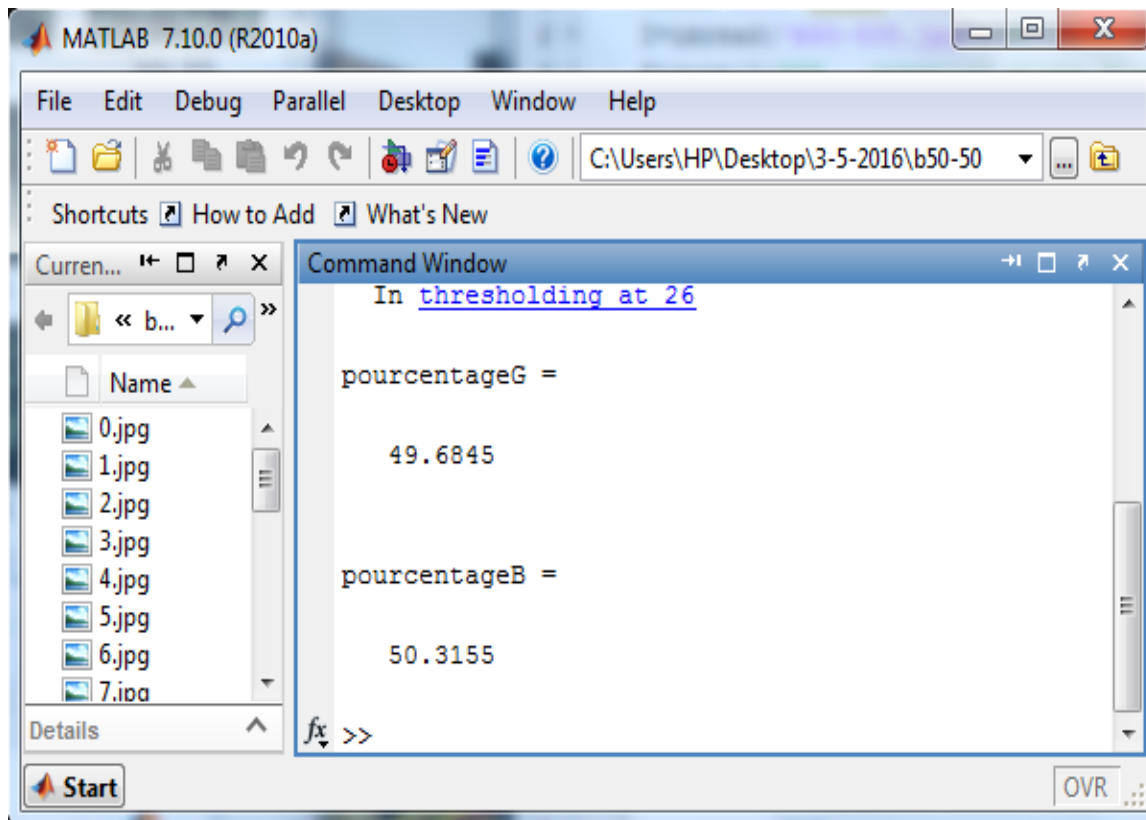 MATLAB 7.10.0 (R2010a)
File Edit Debug Parallel Desktop Window Help
C:\Users\HP\Desktop\3-5-2016\b50-50
...
Shortcuts How to Add What's New
Curren...
« b...
»
Name
0.jpg
1.jpg
2.jpg
3.jpg
4.jpg
5.jpg
6.jpg
7.jpg
Details
Command Window
In thresholding at 26
pourcentageG =
49.6845
pourcentageB =
50.3155
fx >>
Start
OVR